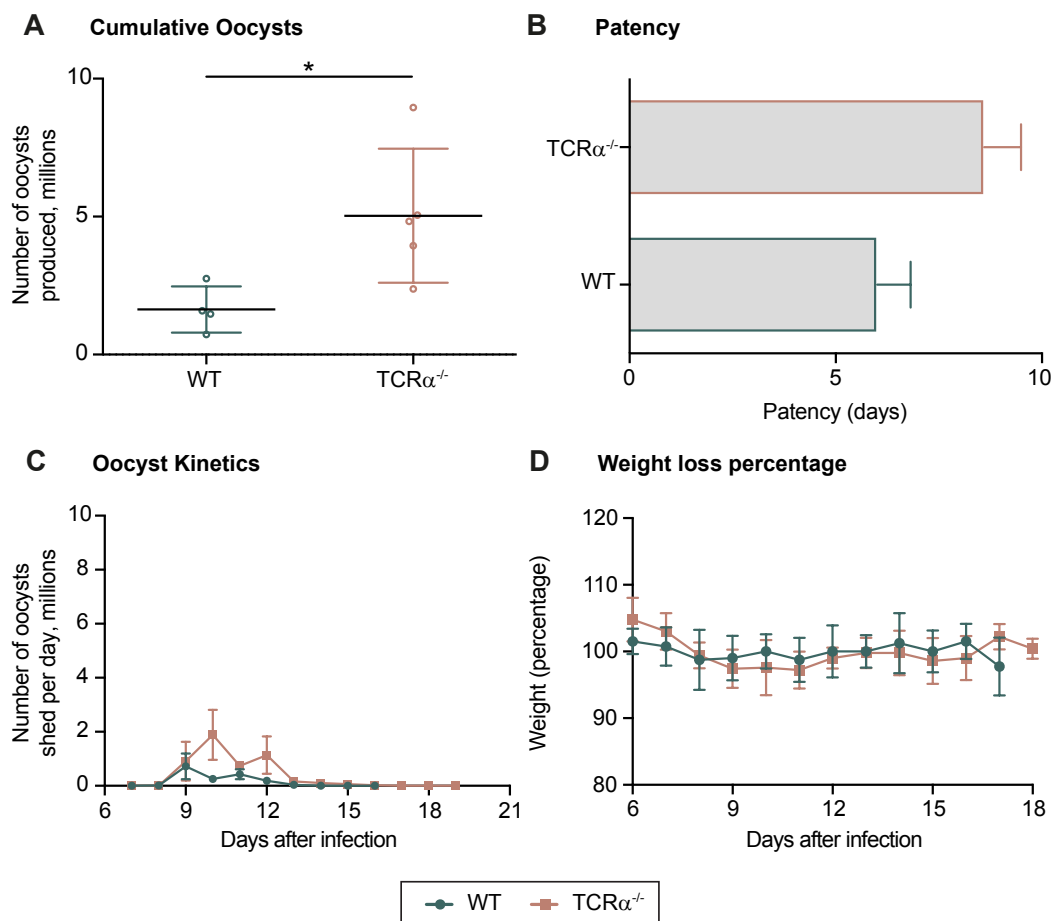 A Cumulative Oocysts
*
Number of oocysts
produced, millions
10
5
0
WT
TCRα-/-
B Patency
TCRα-/-
WT
0 5 10
Patency (days)
C Oocyst Kinetics
Number of oocysts
shed per day, millions
10
8
6
4
2
0
6 9 12 15 18 21
Days after infection
D Weight loss percentage
Weight (percentage)
120
110
100
90
80
6 9 12 15 18
Days after infection
WT TCRα-/-